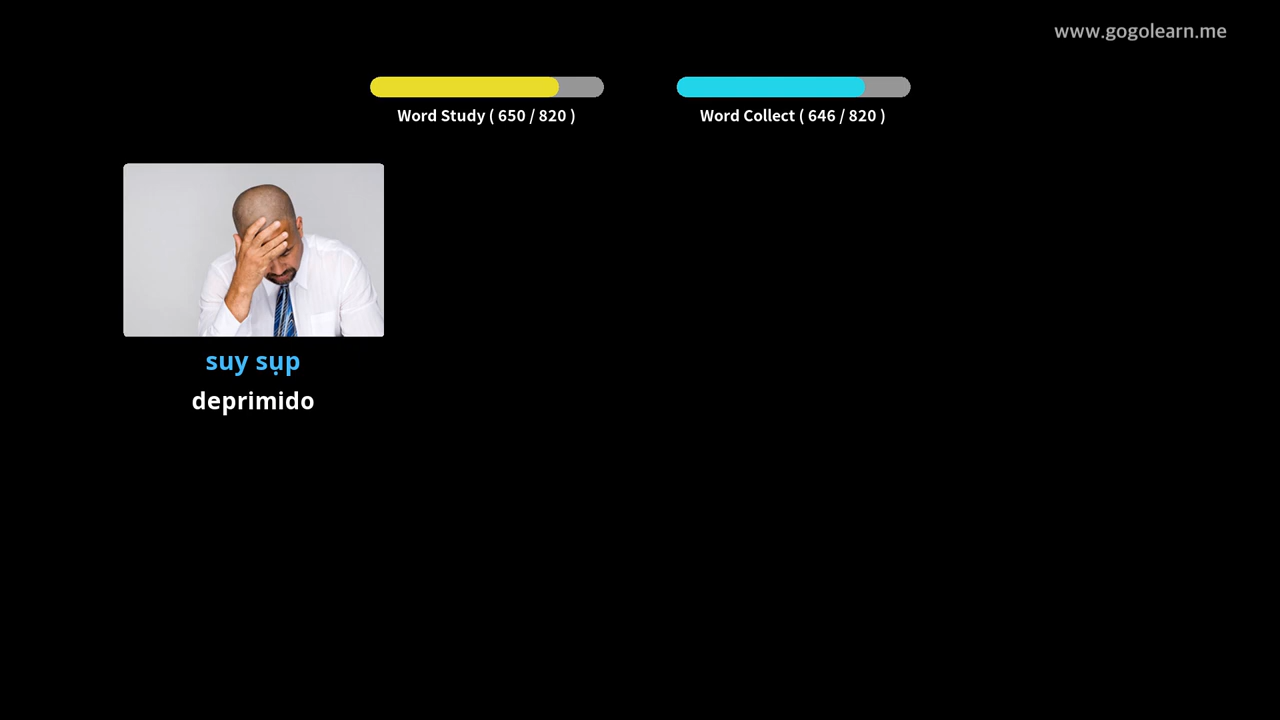 www.gogolearn.me
Word Study ( 650 / 820 )
Word Collect ( 646 / 820 )
suy sụp
deprimido